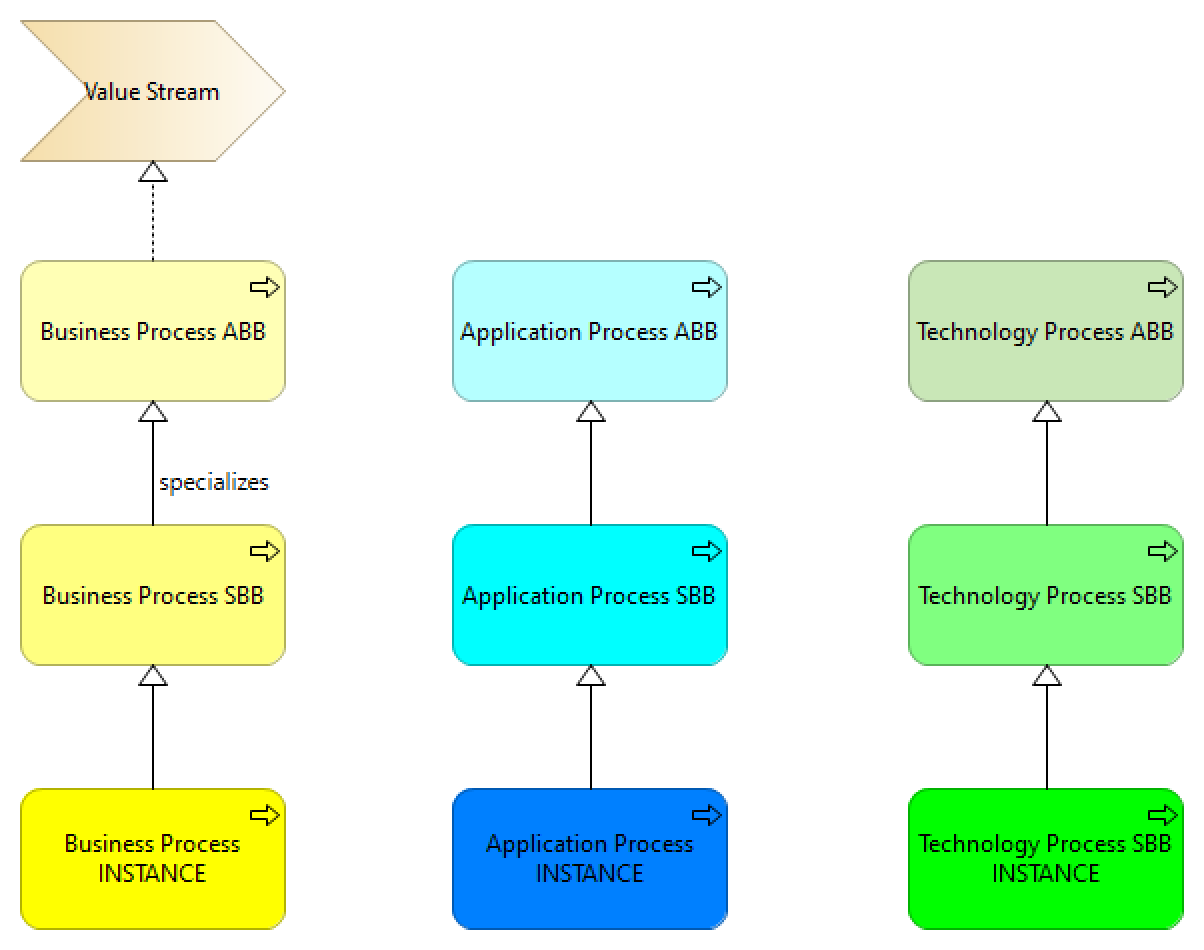 Value Stream
Business Process ABB
Application Process ABB
Technology Process ABB
specializes
Business Process SBB
Application Process SBB
Technology Process SBB
Business Process
INSTANCE
Application Process
INSTANCE
Technology Process SBB
INSTANCE